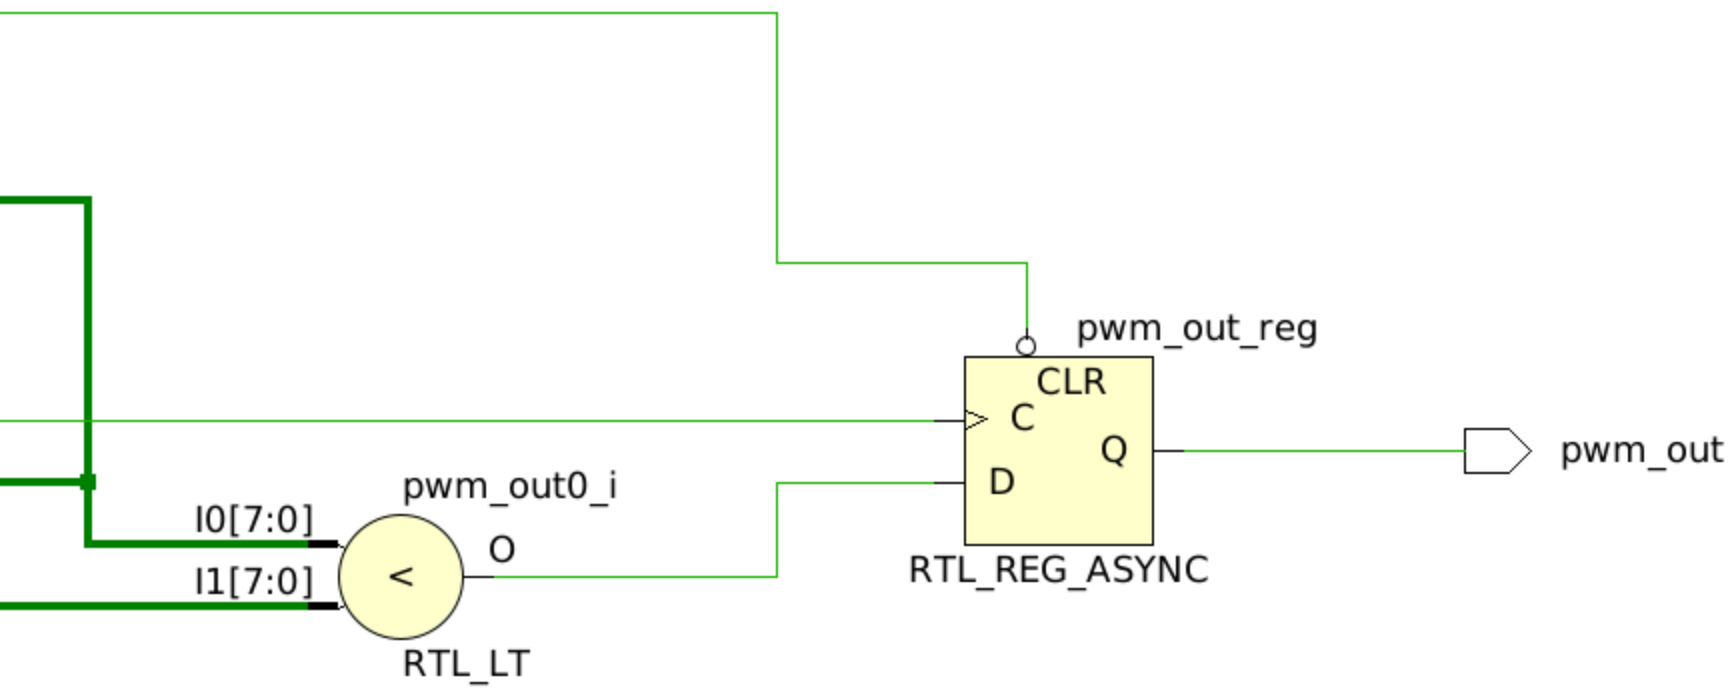 pwm_out_reg
CLR
C
Q
pwm_out
D
pwm_out0_i
I0[7:0]
O
<
I1[7:0]
RTL_REG_ASYNC
RTL_LT